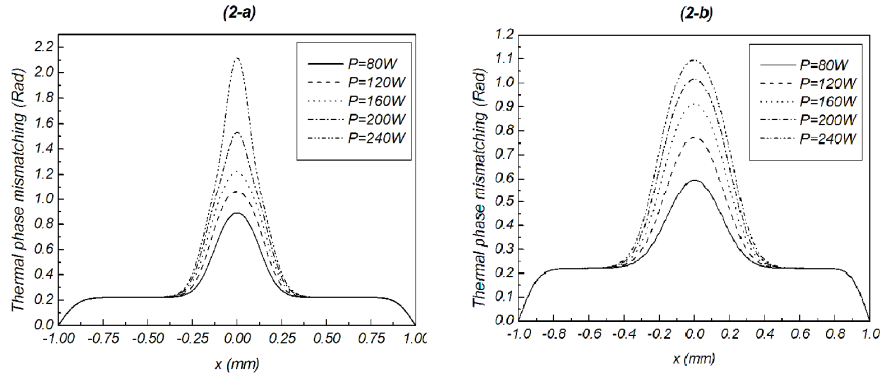 (2-a)
Thermal phase mismatching (Rad)
2.2
2.0
1.8
1.6
1.4
1.2
1.0
0.8
0.6
0.4
0.2
0.0
P=80W
P=120W
P=160W
P=200W
P=240W
-1.00 -0.75 -0.50 -0.25 0.00 0.25 0.50 0.75 1.00
x (mm)
(2-b)
Thermal phase mismatching (Rad)
1.2
1.1
1.0
0.9
0.8
0.7
0.6
0.5
0.4
0.3
0.2
0.1
0.0
P=80W
P=120W
P=160W
P=200W
P=240W
-1.0 -0.8 -0.6 -0.4 -0.2 0.0 0.2 0.4 0.6 0.8 1.0
x (mm)